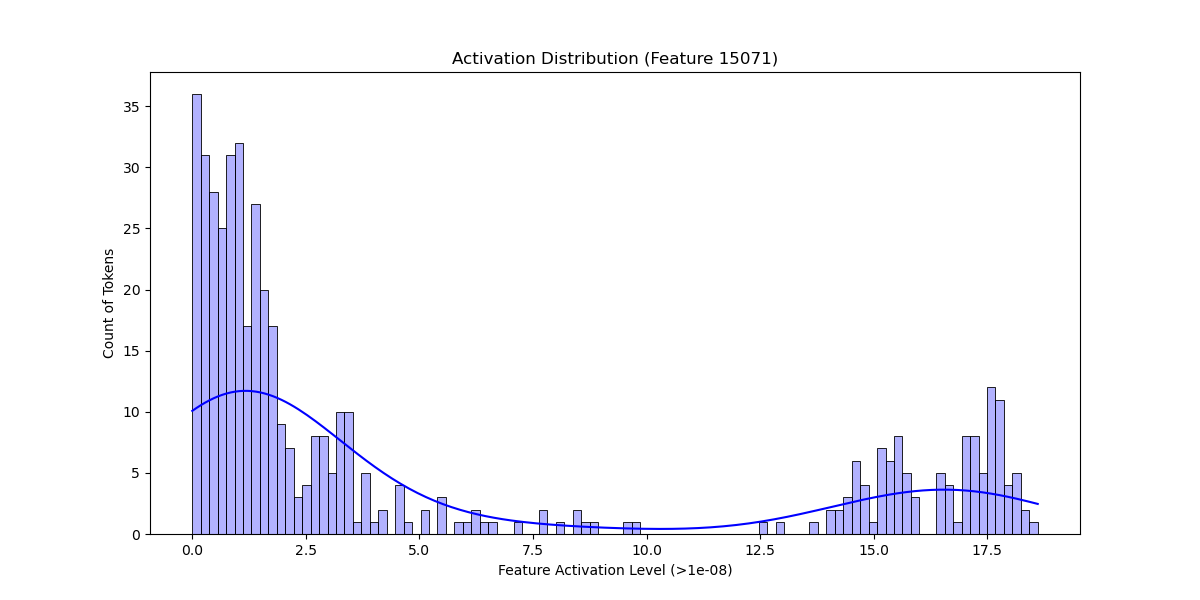 Activation Distribution (Feature 15071)
Count of Tokens
35
30
25
20
15
10
5
0
0.0 2.5 5.0 7.5 10.0 12.5 15.0 17.5
Feature Activation Level (>1e-08)